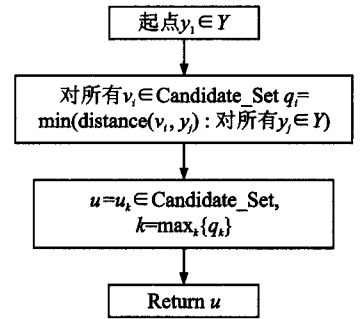 起点y₁∈Y
对所有vᵢ∈Candidate_Set qᵢ=
min(distance(vᵢ, yⱼ) : 对所有yⱼ∈Y)
u=uₖ∈Candidate_Set,
k=maxₖ{qₖ}
Return u